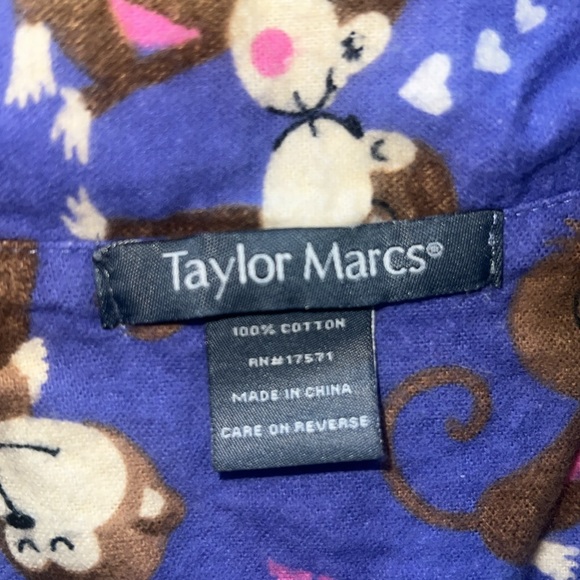 Taylor Marcs®
100% COTTON
RN#17571
MADE IN CHINA
CARE ON REVERSE